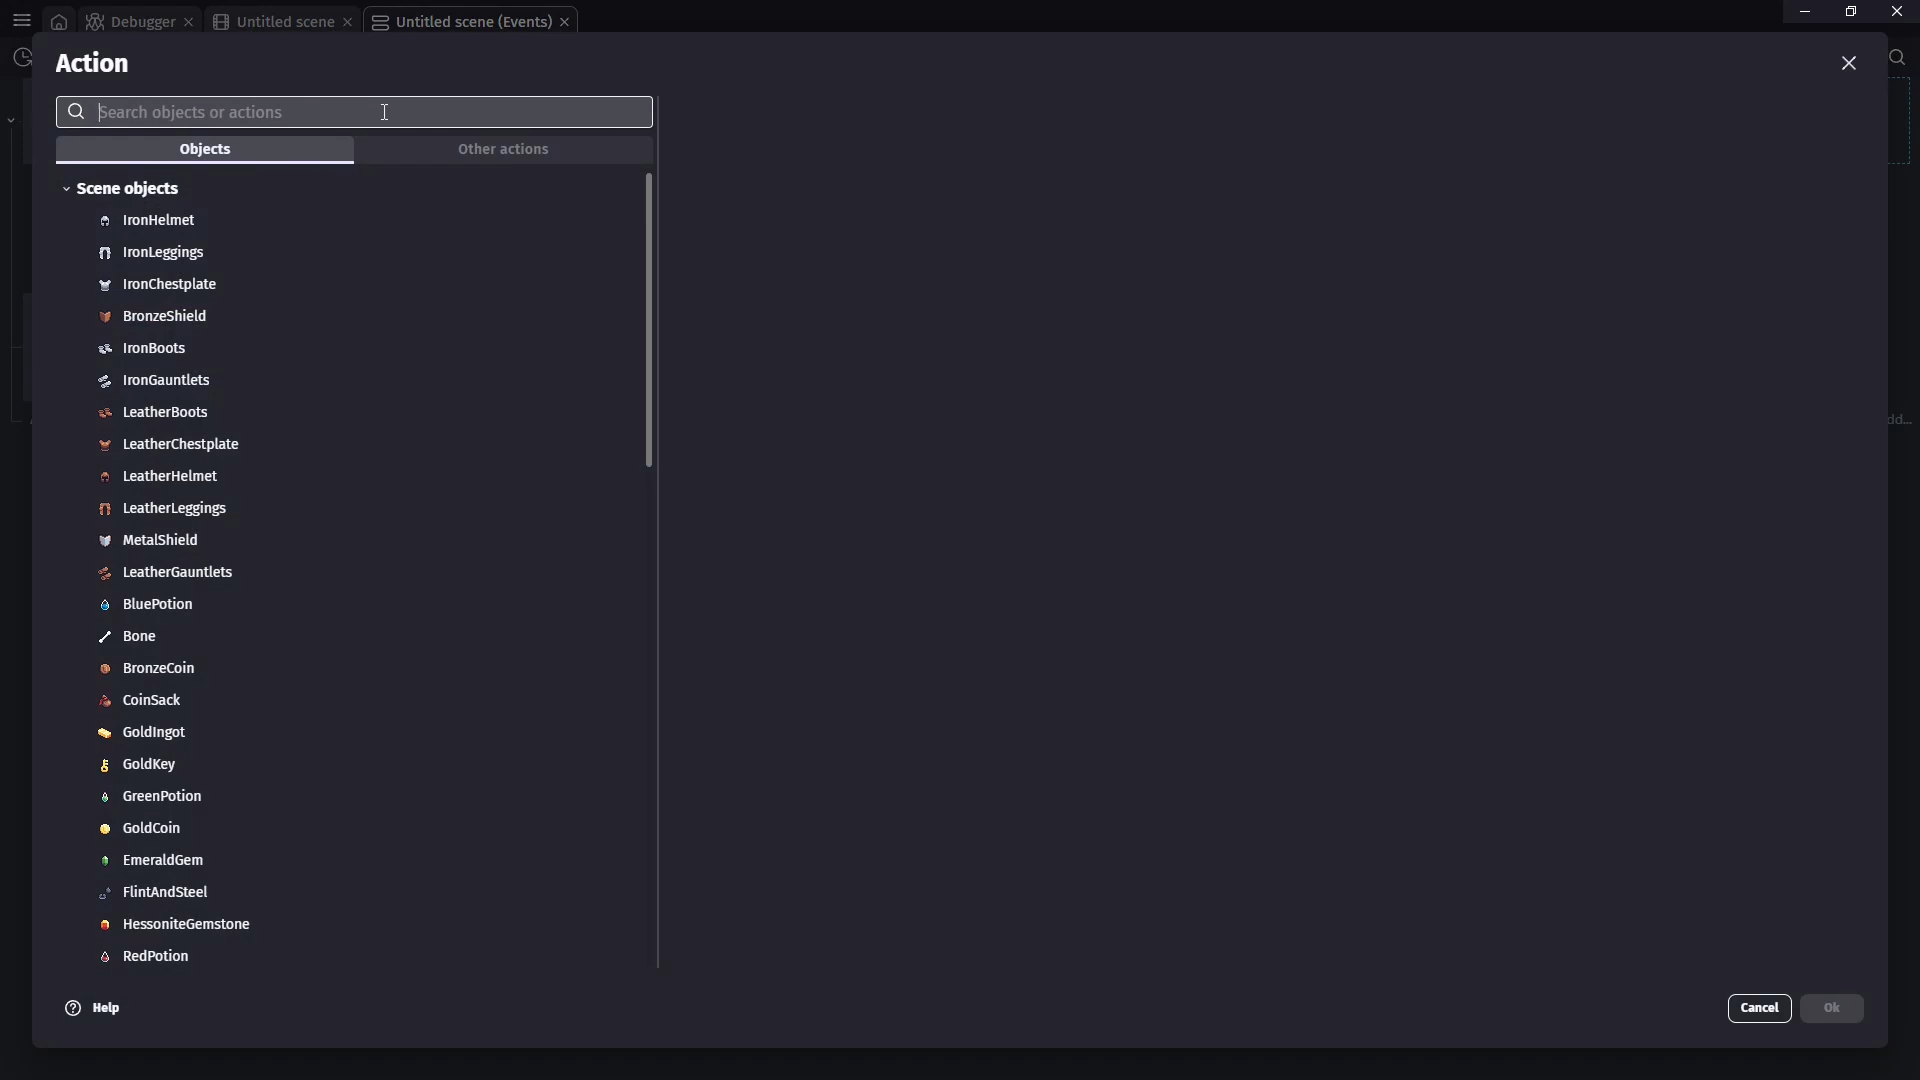 Debugger
Untitled scene
Untitled scene (Events)
Action
Search objects or actions
Objects
Other actions
Scene objects
IronHelmet
IronLeggings
IronChestplate
BronzeShield
IronBoots
IronGauntlets
LeatherBoots
LeatherChestplate
LeatherHelmet
LeatherLeggings
MetalShield
LeatherGauntlets
BluePotion
Bone
BronzeCoin
CoinSack
GoldIngot
GoldKey
GreenPotion
GoldCoin
EmeraldGem
FlintAndSteel
HessoniteGemstone
RedPotion
Help
Cancel
Ok